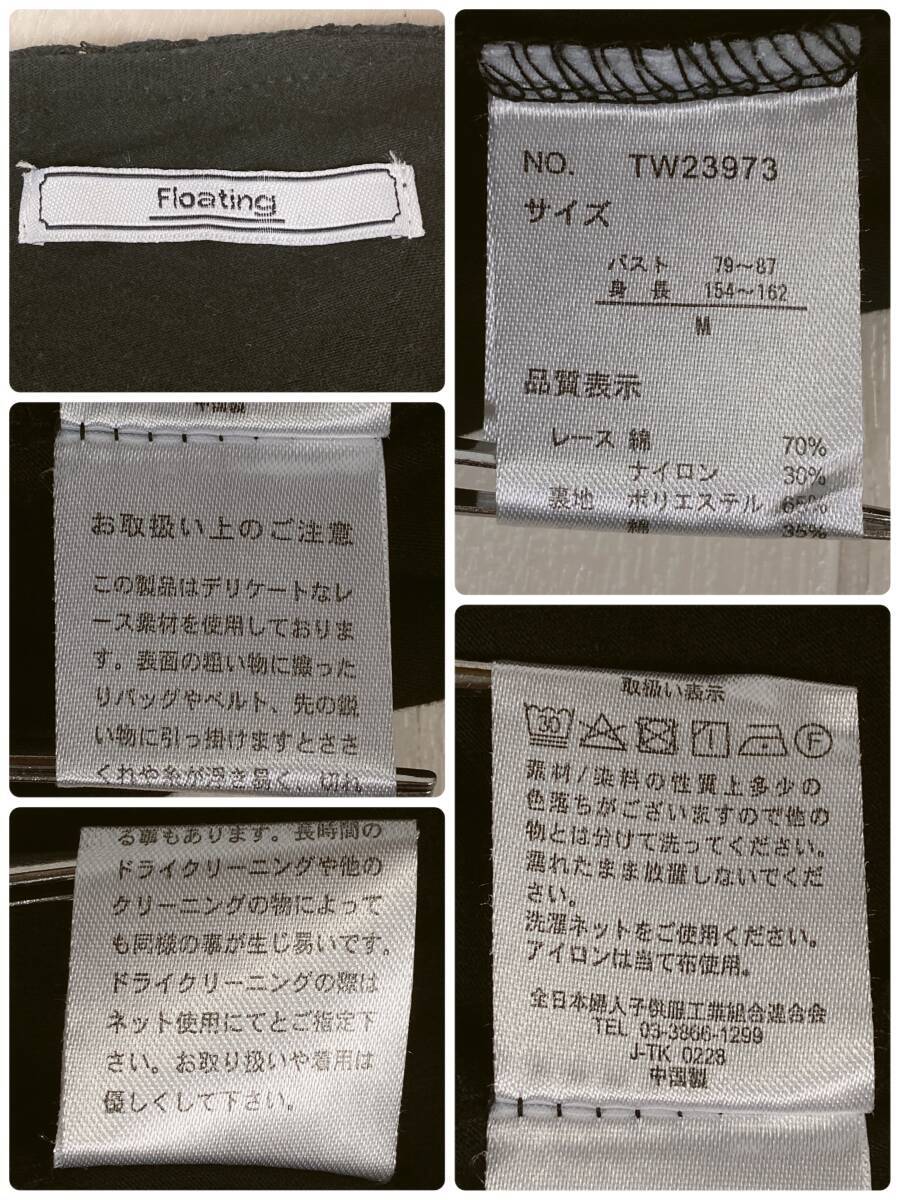 Floating
NO. TW23973
サイズ
バスト 79～87
身長 154～162
M
品質表示
レース 綿 70%
ナイロン 30%
裏地 ポリエステル 65%
綿 35%
中国製
お取扱い上のご注意
この製品はデリケートなレ
ース素材を使用しておりま
す。表面の粗い物に擦った
りバッグやベルト、先の鋭
い物に引っ掛けますとささ
くれや糸が浮き易く、切れ
取扱い表示
30 F
素材/染料の性質上多少の
色落ちがございますので他の
物とは分けて洗ってください。
濡れたまま放置しないでくだ
さい。
洗濯ネットをご使用ください。
アイロンは当て布使用。
全日本婦人子供服工業組合連合会
TEL 03-3866-1299
J-TK 0228
中国製
る事もあります。長時間の
ドライクリーニングや他の
クリーニングの物によって
も同様の事が生じ易いです。
ドライクリーニングの際は
ネット使用にてとご指定下
さい。お取り扱いや着用は
優しくして下さい。